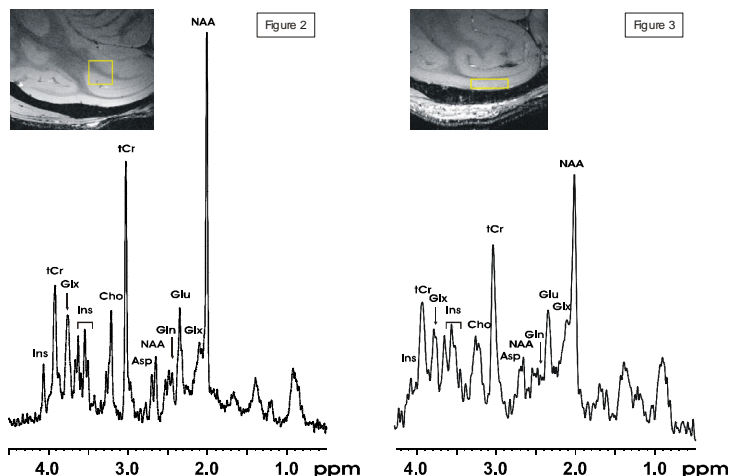 Figure 2
NAA
tCr
tCr
Glx
Ins
Ins
Cho
Asp
NAA
Gln
Glu
Glx
4.0 3.0 2.0 1.0 ppm
Figure 3
NAA
tCr
tCr
Glx
Ins
Ins
Cho
Asp
NAA
Gln
Glu
Glx
4.0 3.0 2.0 1.0 ppm